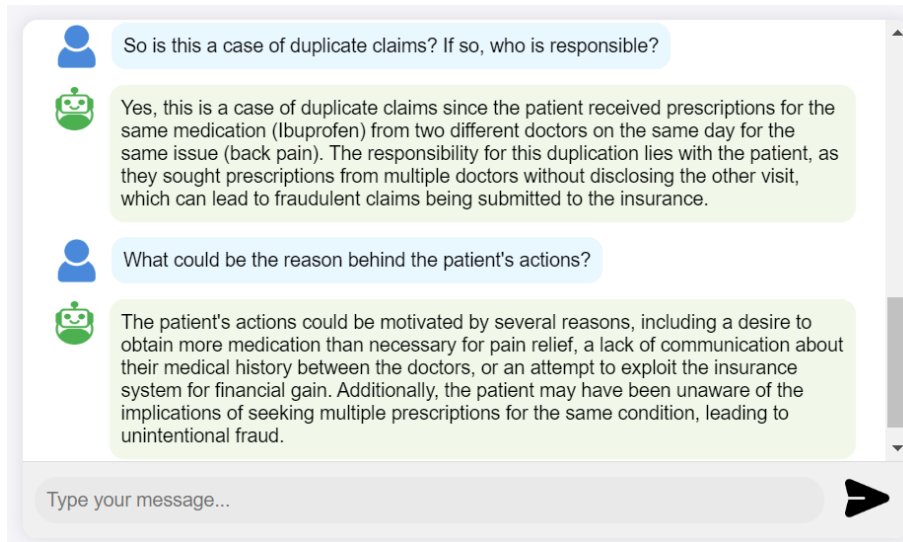 So is this a case of duplicate claims? If so, who is responsible?
Yes, this is a case of duplicate claims since the patient received prescriptions for the
same medication (Ibuprofen) from two different doctors on the same day for the
same issue (back pain). The responsibility for this duplication lies with the patient, as
they sought prescriptions from multiple doctors without disclosing the other visit,
which can lead to fraudulent claims being submitted to the insurance.
What could be the reason behind the patient's actions?
The patient's actions could be motivated by several reasons, including a desire to
obtain more medication than necessary for pain relief, a lack of communication about
their medical history between the doctors, or an attempt to exploit the insurance
system for financial gain. Additionally, the patient may have been unaware of the
implications of seeking multiple prescriptions for the same condition, leading to
unintentional fraud.
Type your message...